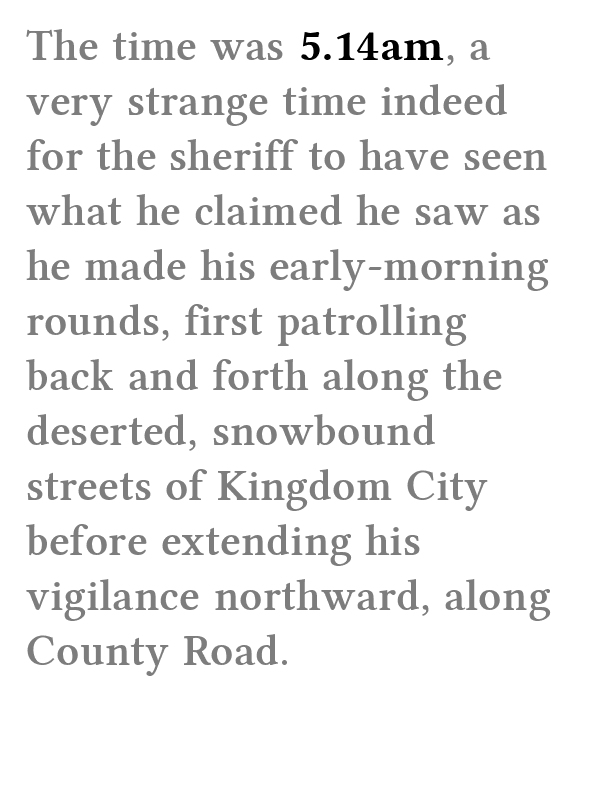 The time was 5.14am, a
very strange time indeed
for the sheriff to have seen
what he claimed he saw as
he made his early-morning
rounds, first patrolling
back and forth along the
deserted, snowbound
streets of Kingdom City
before extending his
vigilance northward, along
County Road.